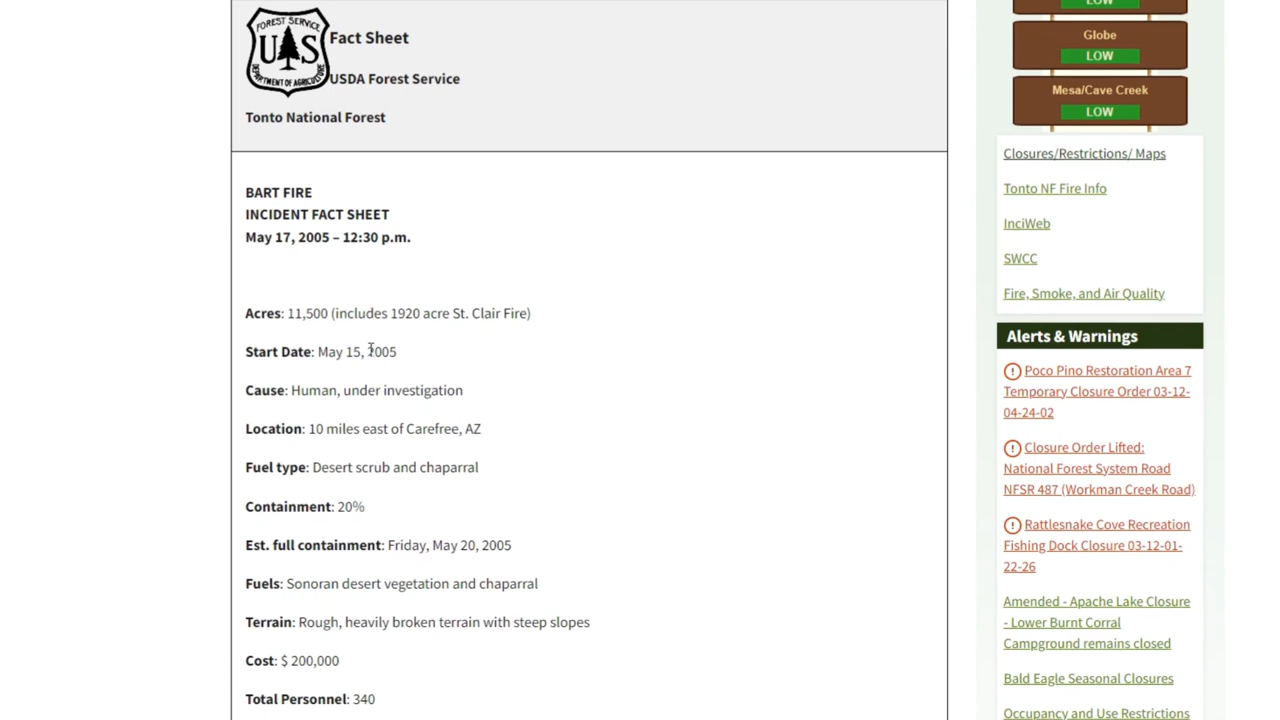 FOREST SERVICE
U S
DEPARTMENT OF AGRICULTURE
Fact Sheet
USDA Forest Service
Tonto National Forest
BART FIRE
INCIDENT FACT SHEET
May 17, 2005 – 12:30 p.m.
Acres: 11,500 (includes 1920 acre St. Clair Fire)
Start Date: May 15, 2005
Cause: Human, under investigation
Location: 10 miles east of Carefree, AZ
Fuel type: Desert scrub and chaparral
Containment: 20%
Est. full containment: Friday, May 20, 2005
Fuels: Sonoran desert vegetation and chaparral
Terrain: Rough, heavily broken terrain with steep slopes
Cost: $ 200,000
Total Personnel: 340
LOW
Globe
LOW
Mesa/Cave Creek
LOW
Closures/Restrictions/ Maps
Tonto NF Fire Info
InciWeb
SWCC
Fire, Smoke, and Air Quality
Alerts & Warnings
Poco Pino Restoration Area 7
Temporary Closure Order 03-12-
04-24-02
Closure Order Lifted:
National Forest System Road
NFSR 487 (Workman Creek Road)
Rattlesnake Cove Recreation
Fishing Dock Closure 03-12-01-
22-26
Amended - Apache Lake Closure
- Lower Burnt Corral
Campground remains closed
Bald Eagle Seasonal Closures
Occupancy and Use Restrictions